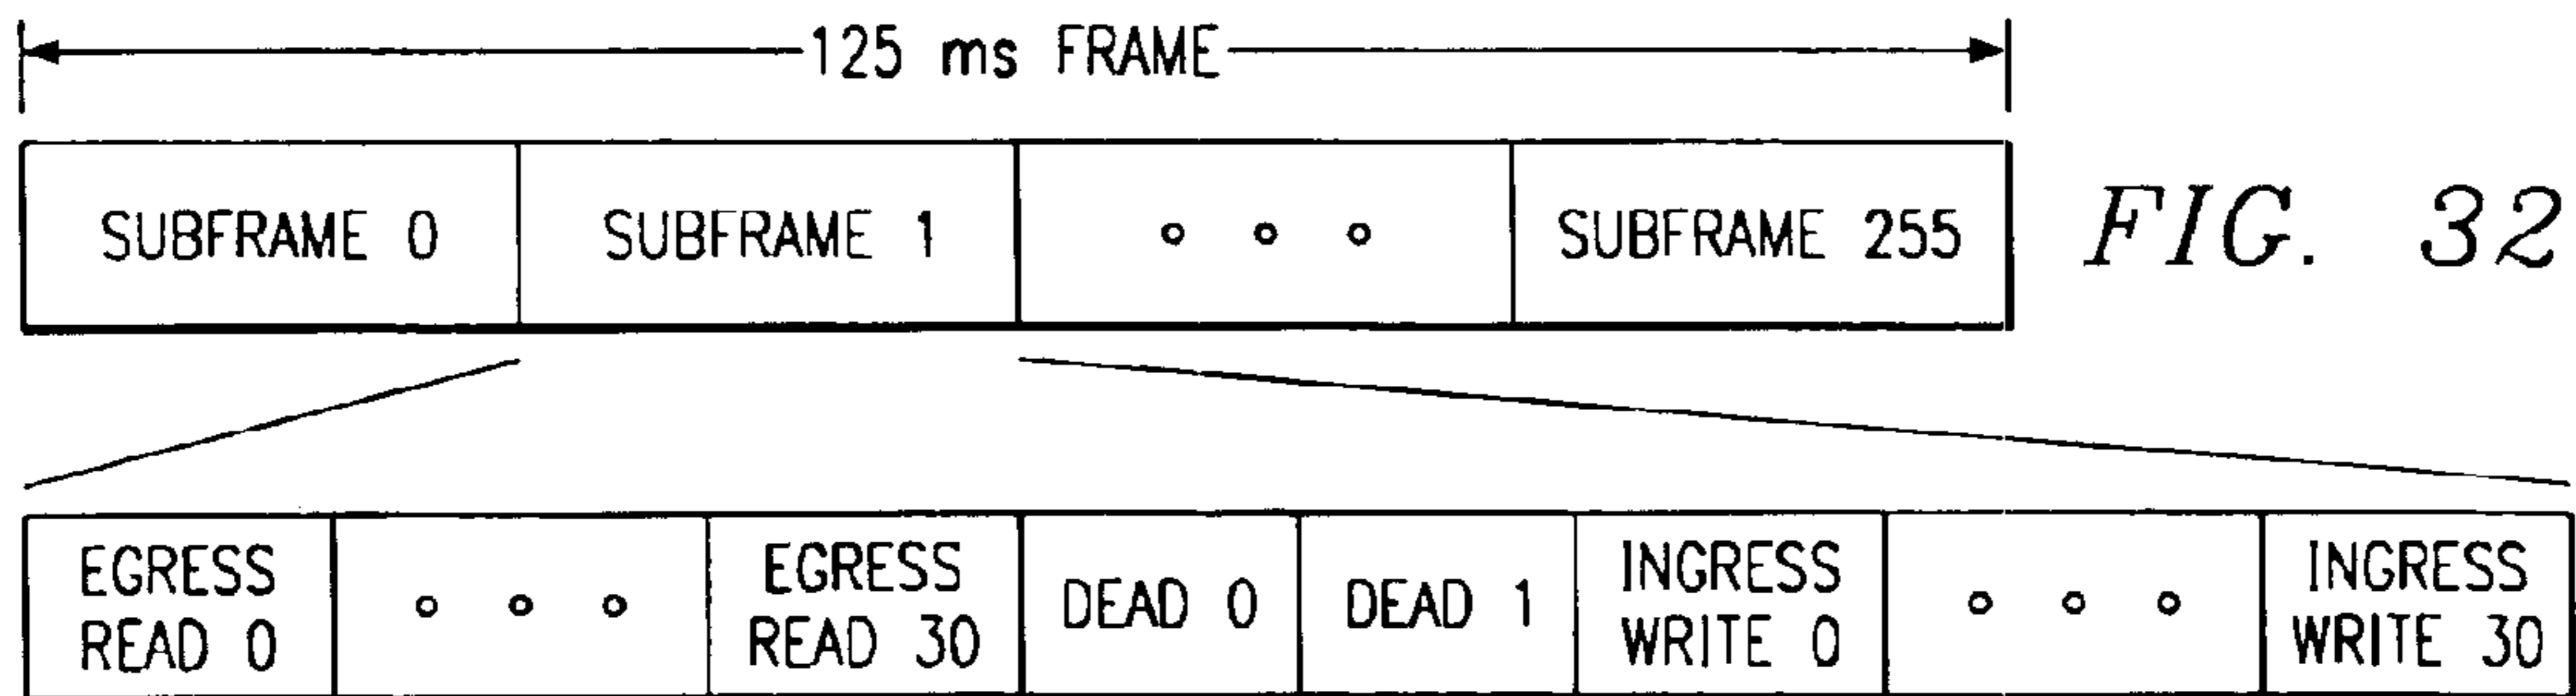 125 ms FRAME
SUBFRAME 0 SUBFRAME 1 SUBFRAME 255
FIG. 32
EGRESS READ 0
EGRESS READ 30
DEAD 0
DEAD 1
INGRESS WRITE 0
INGRESS WRITE 30